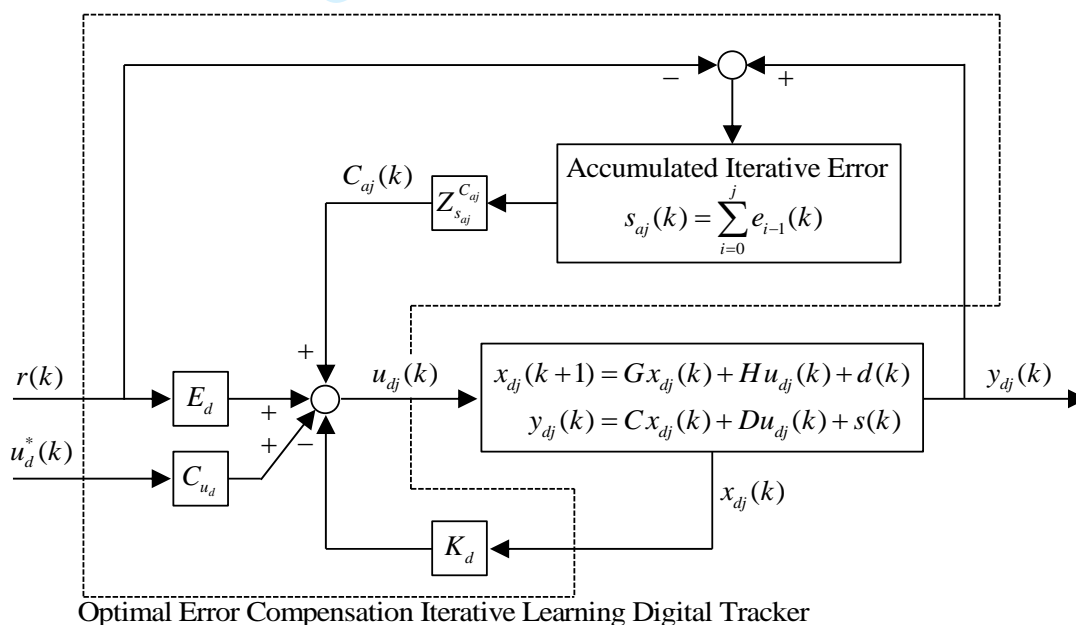 − +
Accumulated Iterative Error
$s_{aj}(k) = \sum_{i=0}^{j} e_{i-1}(k)$
$C_{aj}(k)$
$Z_{s_{aj}}^{C_{aj}}$
+
$r(k)$
$E_d$
+
$u_{dj}(k)$
$x_{dj}(k+1) = Gx_{dj}(k) + Hu_{dj}(k) + d(k)$
$y_{dj}(k) = Cx_{dj}(k) + Du_{dj}(k) + s(k)$
$y_{dj}(k)$
$u_d^*(k)$
$C_{u_d}$
+ −
$x_{dj}(k)$
$K_d$
Optimal Error Compensation Iterative Learning Digital Tracker